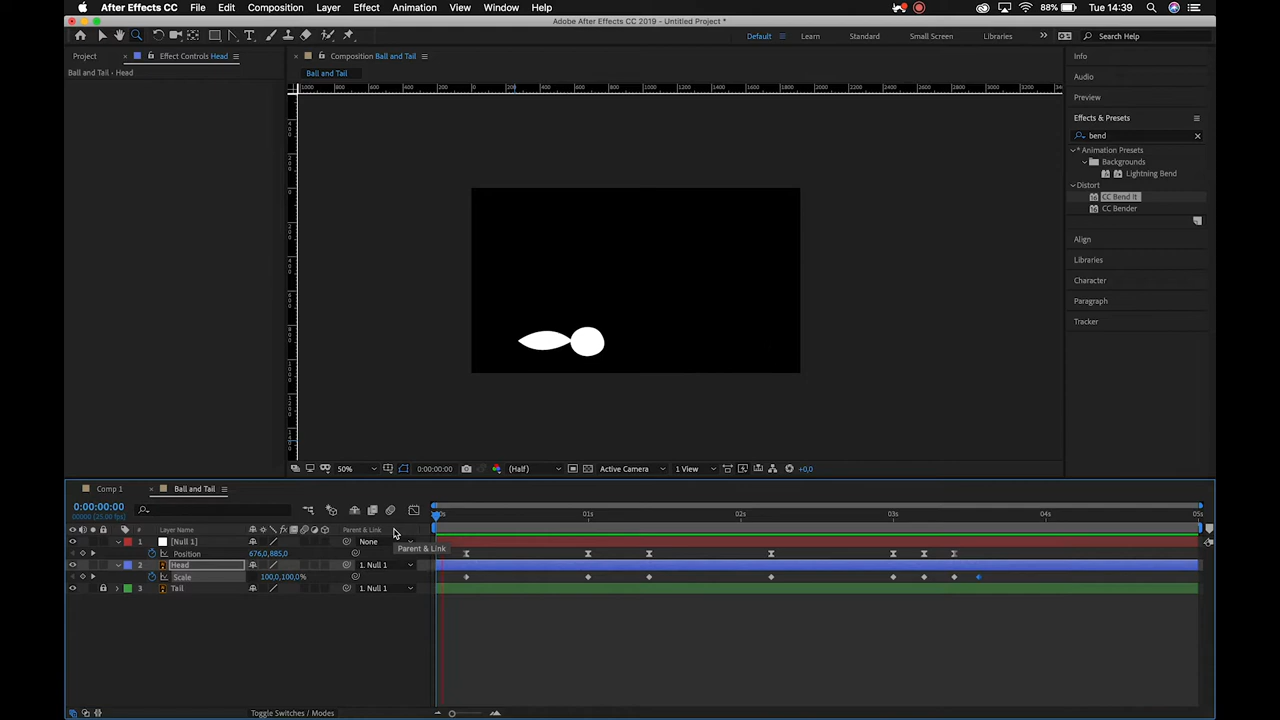 After Effects CC File Edit Composition Layer Effect Animation View Window Help 88% Tue 14:39
Adobe After Effects CC 2019 - Untitled Project *
Default Learn Standard Small Screen Libraries Search Help
Project Effect Controls Head Composition Ball and Tail Info
Ball and Tail › Head Ball and Tail Audio
Preview
Effects & Presets
bend
* Animation Presets
Backgrounds
Lightning Bend
Distort
CC Bend It
CC Bender
Align
Libraries
Character
Paragraph
Tracker
50% 0:00:00:00 (Half) Active Camera 1 View +0,0
Comp 1 Ball and Tail
0:00:00:00
00000 (25.00 fps)
01s 02s 03s 04s 05s
# Layer Name Parent & Link
1 [Null 1] None
Parent & Link
Position 676,0,885,0
2 Head 1. Null 1
Scale 100,0,100,0%
3 Tail 1. Null 1
Toggle Switches / Modes